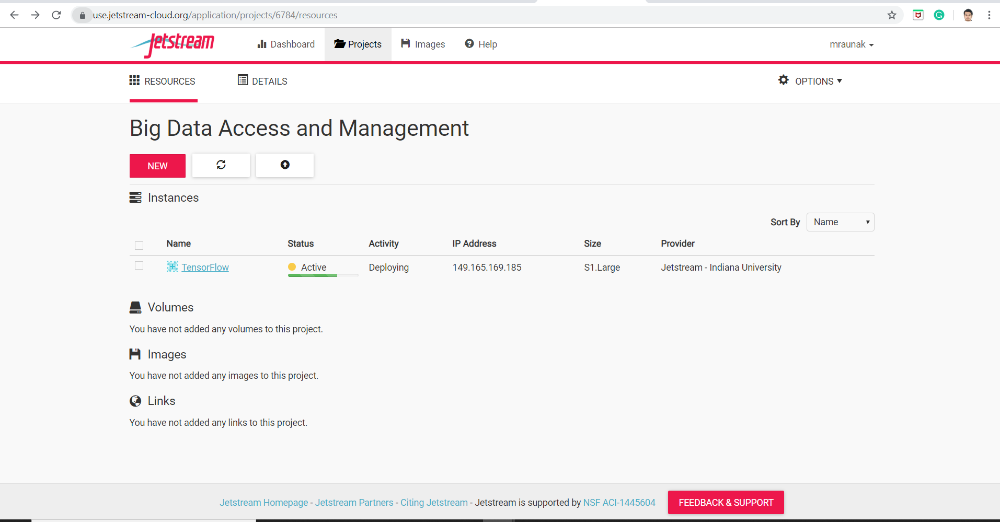 use.jetstream-cloud.org/application/projects/6784/resources
Jetstream
Dashboard
Projects
Images
Help
mraunak
RESOURCES
DETAILS
OPTIONS
Big Data Access and Management
NEW
Instances
Sort By Name
Name Status Activity IP Address Size Provider
TensorFlow Active Deploying 149.165.169.185 S1.Large Jetstream - Indiana University
Volumes
You have not added any volumes to this project.
Images
You have not added any images to this project.
Links
You have not added any links to this project.
Jetstream Homepage - Jetstream Partners - Citing Jetstream - Jetstream is supported by NSF ACI-1445604 FEEDBACK & SUPPORT